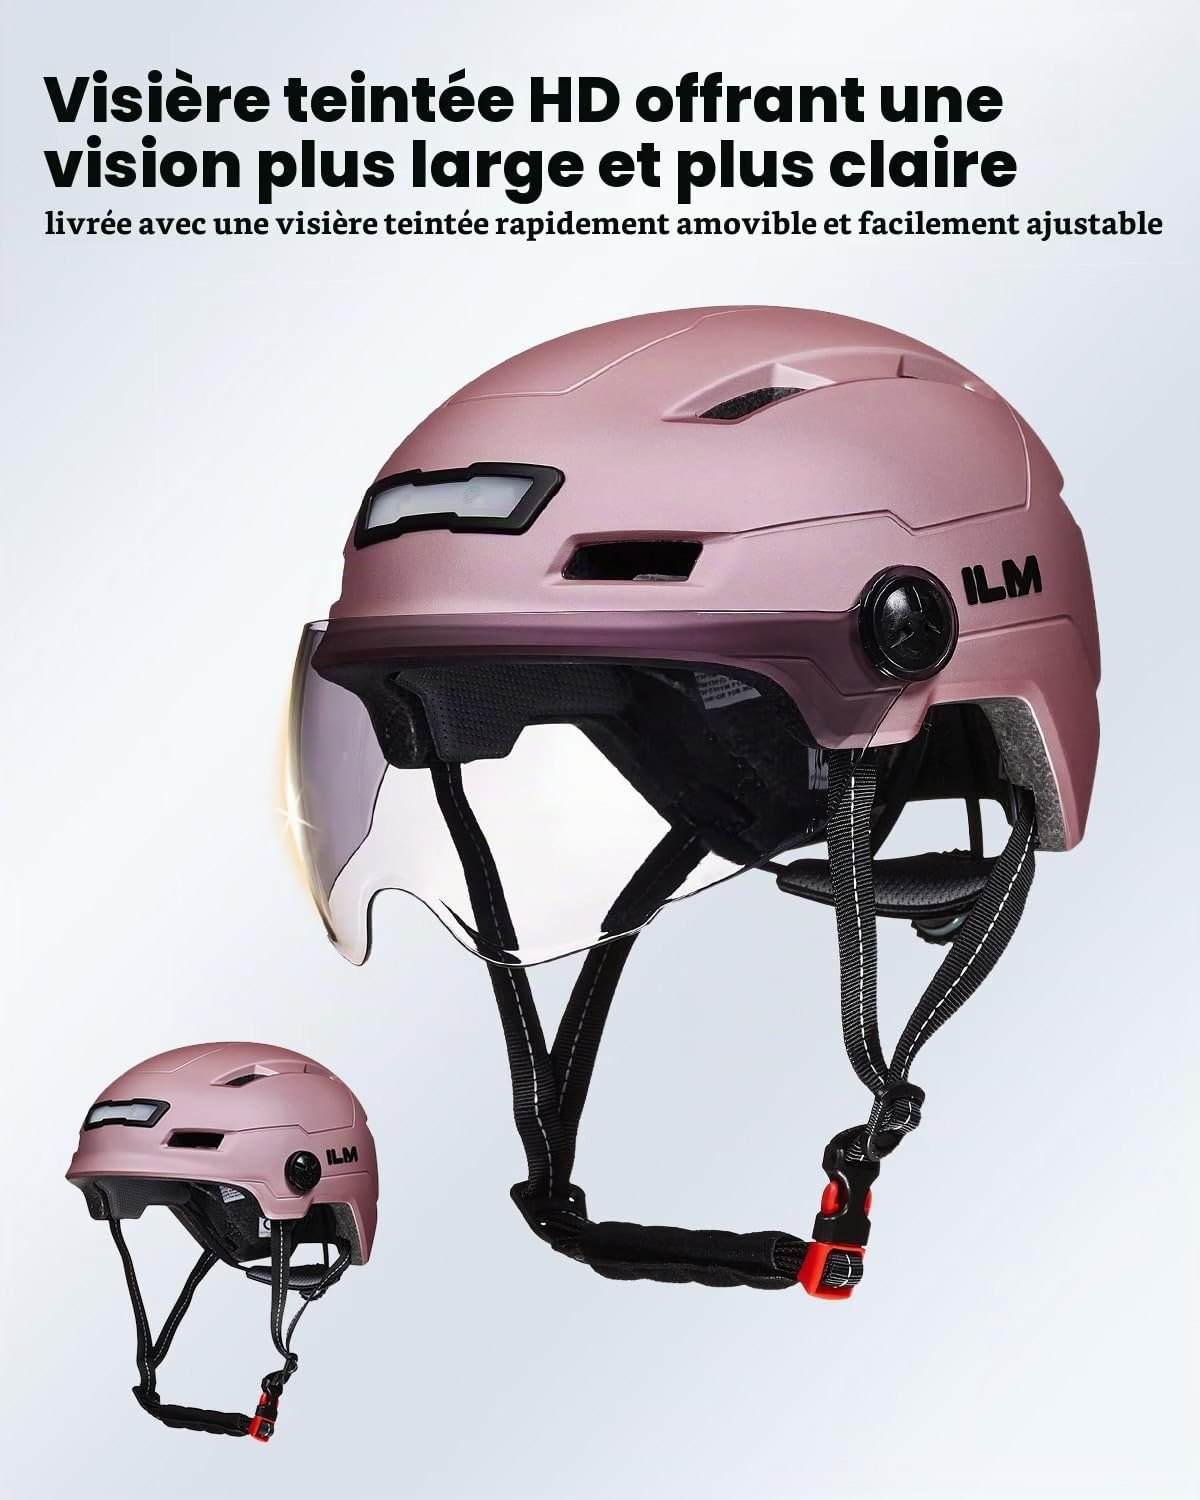 Visière teintée HD offrant une
vision plus large et plus claire
livrée avec une visière teintée rapidement amovible et facilement ajustable
ILM
ILM